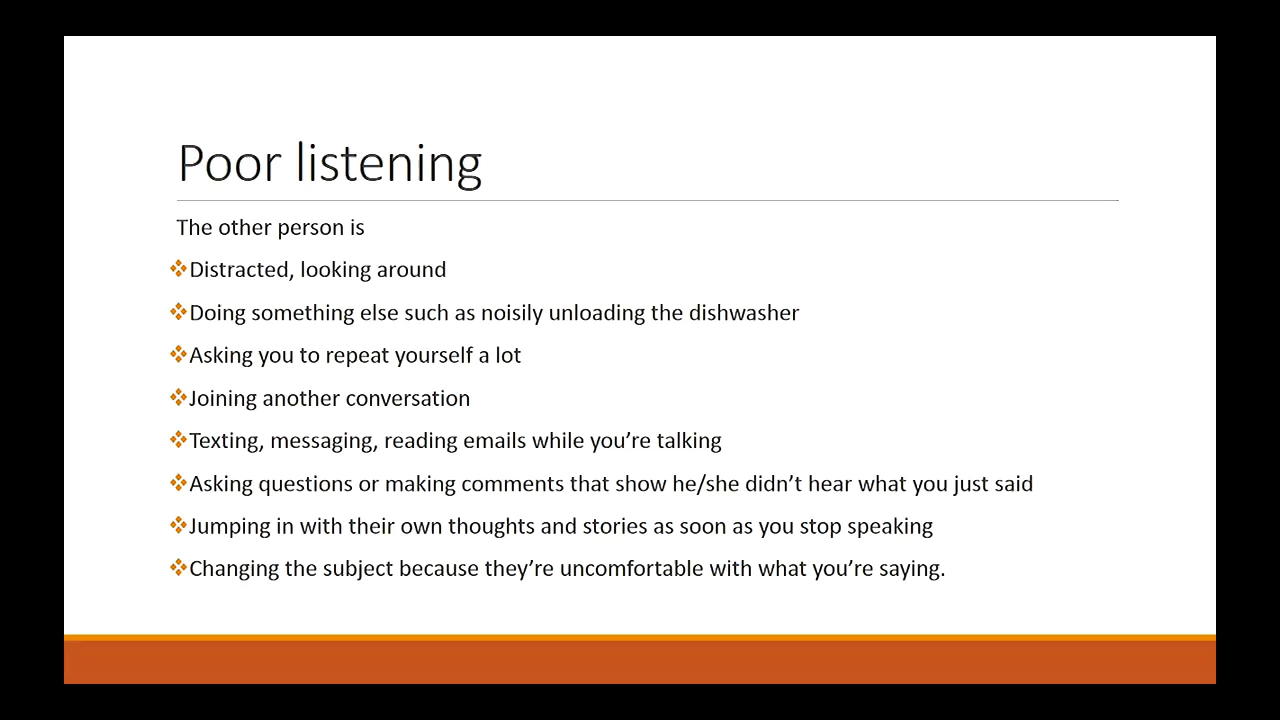 Poor listening
The other person is
❖Distracted, looking around
❖Doing something else such as noisily unloading the dishwasher
❖Asking you to repeat yourself a lot
❖Joining another conversation
❖Texting, messaging, reading emails while you’re talking
❖Asking questions or making comments that show he/she didn’t hear what you just said
❖Jumping in with their own thoughts and stories as soon as you stop speaking
❖Changing the subject because they’re uncomfortable with what you’re saying.